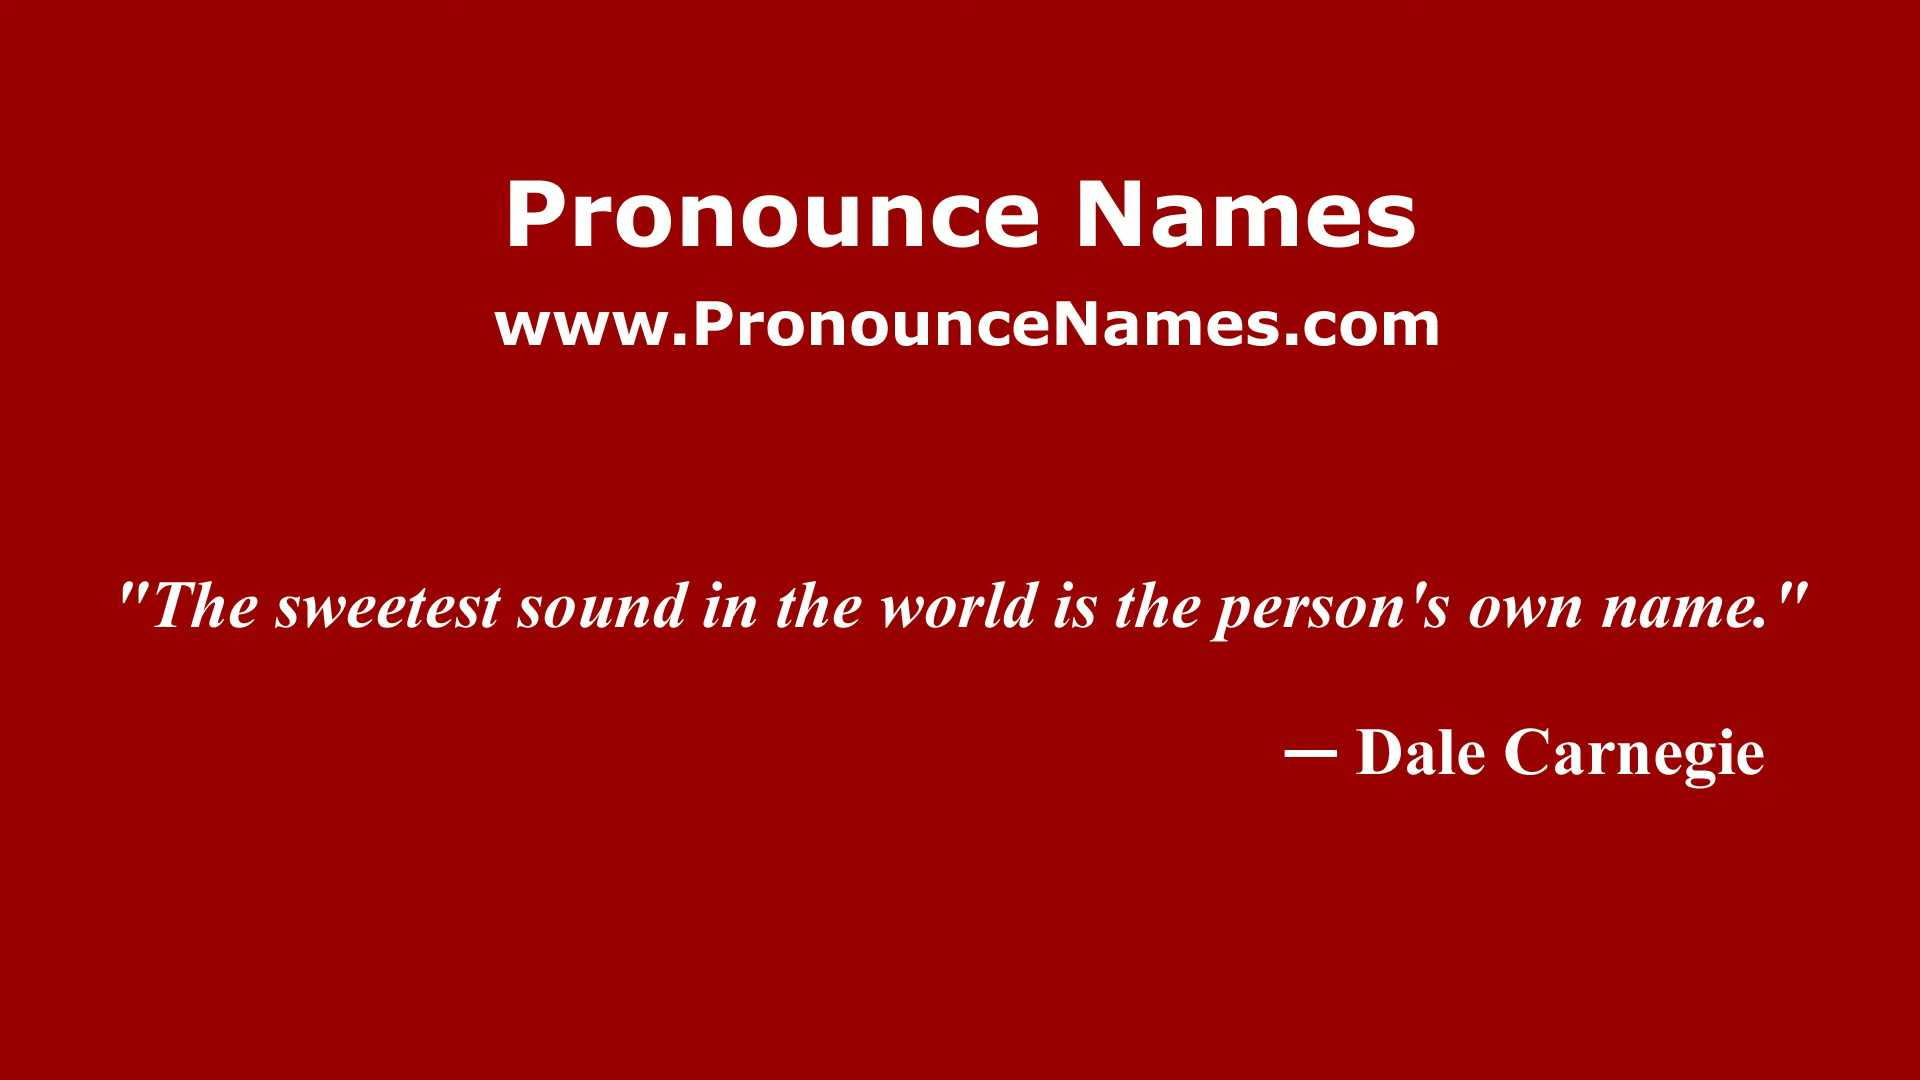 Pronounce Names
www.PronounceNames.com
"The sweetest sound in the world is the person's own name."
— Dale Carnegie